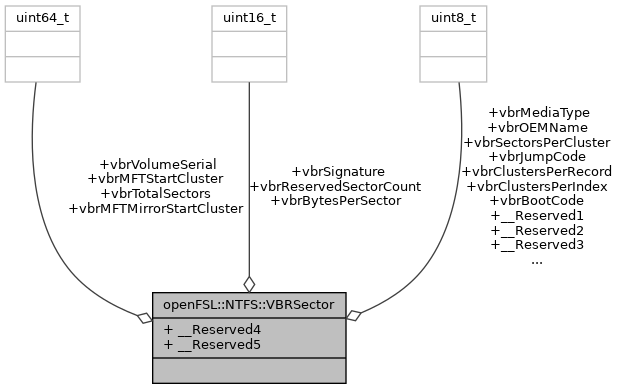 uint64_t
uint16_t
uint8_t
+vbrVolumeSerial
+vbrMFTStartCluster
+vbrTotalSectors
+vbrMFTMirrorStartCluster
+vbrSignature
+vbrReservedSectorCount
+vbrBytesPerSector
+vbrMediaType
+vbrOEMName
+vbrSectorsPerCluster
+vbrJumpCode
+vbrClustersPerRecord
+vbrClustersPerIndex
+vbrBootCode
+__Reserved1
+__Reserved2
+__Reserved3
...
openFSL::NTFS::VBRSector
+ __Reserved4
+ __Reserved5